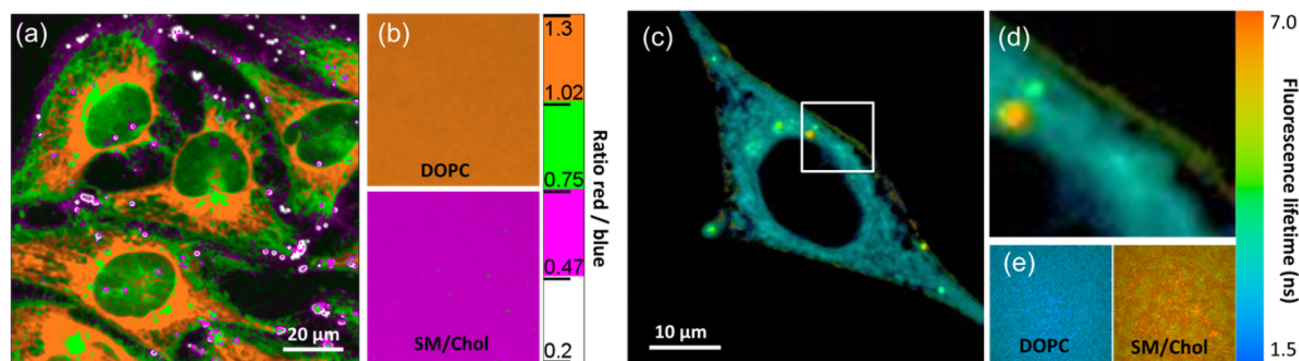 (a)
20 µm
(b)
DOPC
SM/Chol
1.3
1.02
0.75
0.47
0.2
Ratio red / blue
(c)
10 µm
(d)
(e)
DOPC
SM/Chol
7.0
1.5
Fluorescence lifetime (ns)